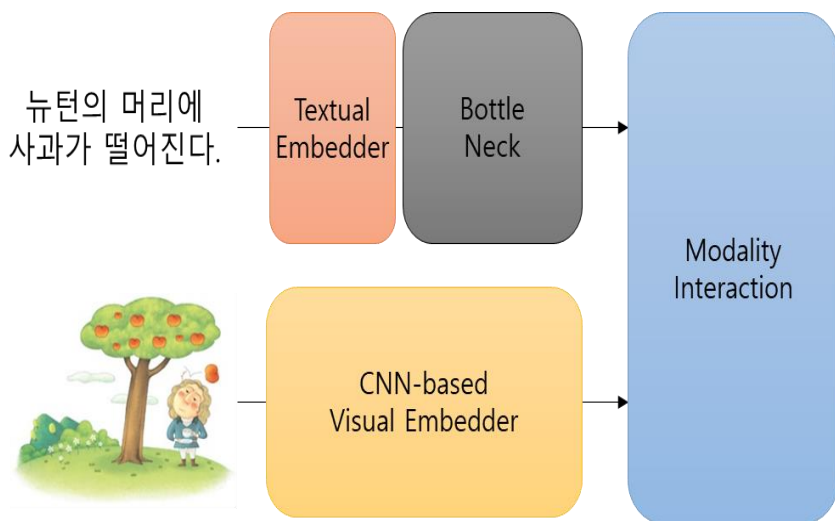 뉴턴의 머리에
사과가 떨어진다.
Textual
Embedder
Bottle
Neck
CNN-based
Visual Embedder
Modality
Interaction